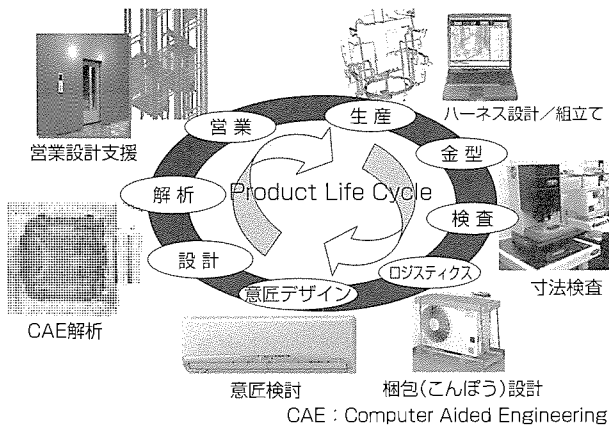 ハーネス設計/組立て
営業
生産
営業設計支援
金型
解析
Product Life Cycle
検査
設計
ロジスティクス
意匠デザイン
寸法検査
CAE解析
意匠検討
梱包(こんぽう)設計
CAE：Computer Aided Engineering